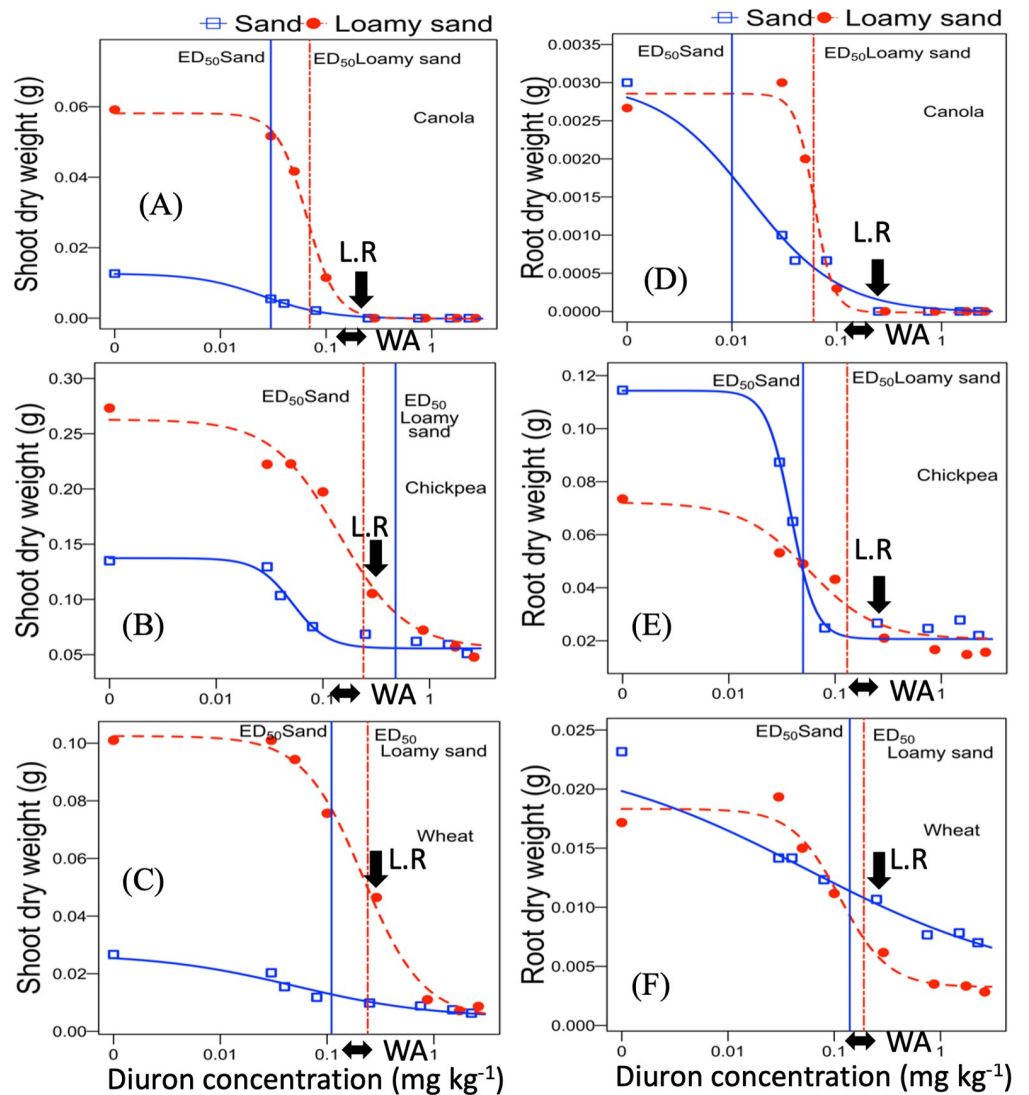 Sand Loamy sand
Shoot dry weight (g)
0.06
0.04
0.02
0.00
ED50Sand
ED50Loamy sand
Canola
(A)
L.R
0 0.01 0.1 1
WA
Sand Loamy sand
Root dry weight (g)
0.0035
0.0030
0.0025
0.0020
0.0015
0.0010
0.0005
0.0000
ED50Sand
ED50Loamy sand
Canola
(D)
L.R
0 0.01 0.1 1
WA
Shoot dry weight (g)
0.30
0.25
0.20
0.15
0.10
0.05
ED50Sand
ED50
Loamy
sand
Chickpea
(B)
L.R
0 0.01 0.1 1
WA
Root dry weight (g)
0.12
0.10
0.08
0.06
0.04
0.02
ED50Sand
ED50Loamy sand
Chickpea
(E)
L.R
0 0.01 0.1 1
WA
Shoot dry weight (g)
0.10
0.08
0.06
0.04
0.02
0.00
ED50Sand
ED50
Loamy sand
Wheat
(C)
L.R
0 0.01 0.1 1
WA
Diuron concentration (mg kg-1)
Root dry weight (g)
0.025
0.020
0.015
0.010
0.005
0.000
ED50Sand
ED50
Loamy sand
Wheat
(F)
L.R
0 0.01 0.1 1
WA
Diuron concentration (mg kg-1)